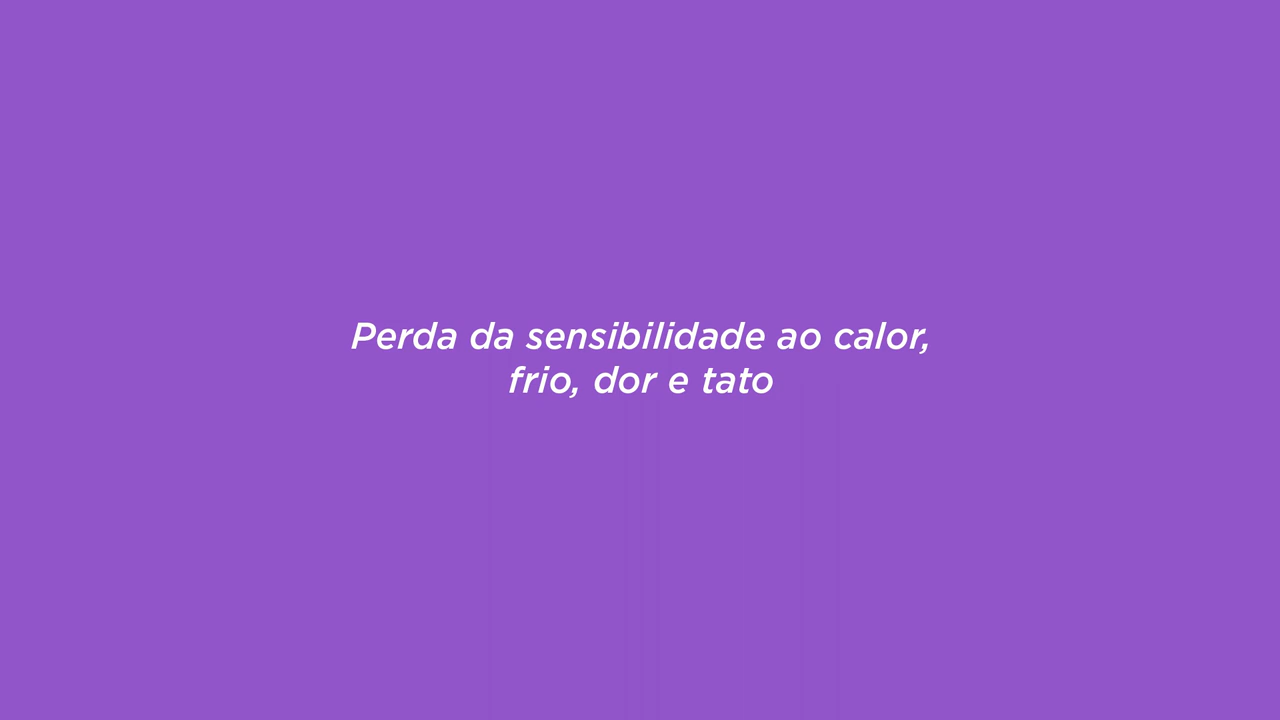 Perda da sensibilidade ao calor,
frio, dor e tato